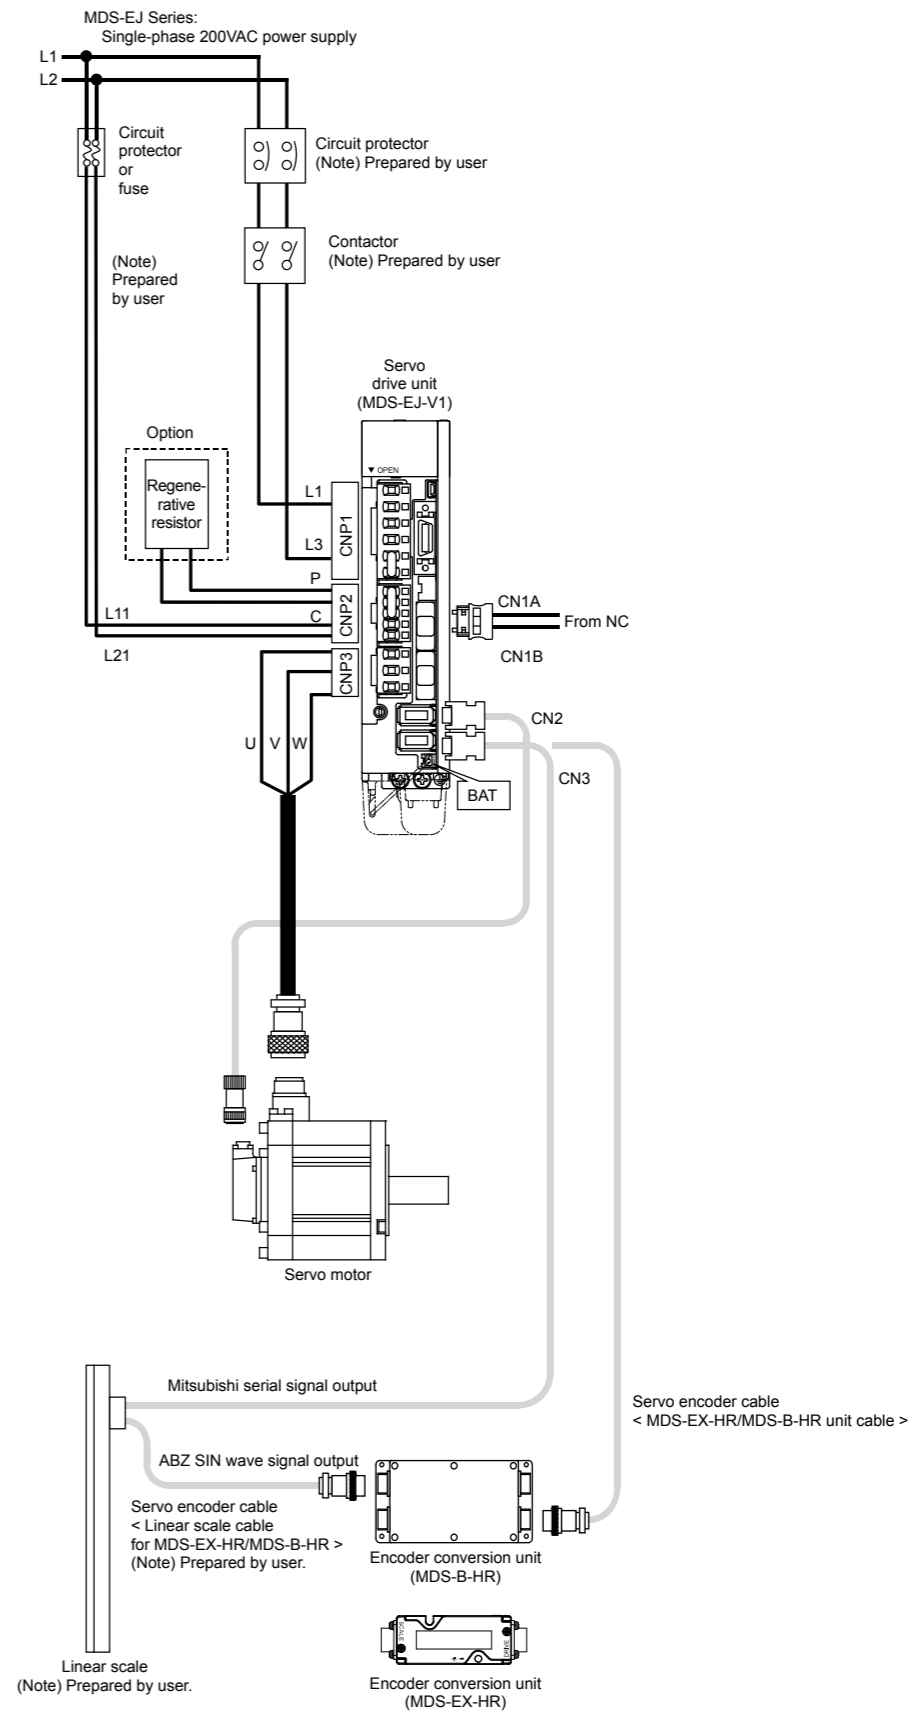 MDS-EJ Series:
Single-phase 200VAC power supply
L1
L2
Circuit
protector
or
fuse
Circuit protector
(Note) Prepared by user
Contactor
(Note) Prepared by user
(Note)
Prepared
by user
Servo
drive unit
(MDS-EJ-V1)
Option
▼ OPEN
Regene-
rative
resistor
L1
CNP1
L3
P
CNP2
C
L11
L21
CNP3
CN1A
From NC
CN1B
U V W
CN2
CN3
BAT
Servo motor
Mitsubishi serial signal output
Servo encoder cable
< MDS-EX-HR/MDS-B-HR unit cable >
ABZ SIN wave signal output
Servo encoder cable
< Linear scale cable
for MDS-EX-HR/MDS-B-HR >
(Note) Prepared by user.
Encoder conversion unit
(MDS-B-HR)
SCALE
DRIVE
Linear scale
(Note) Prepared by user.
Encoder conversion unit
(MDS-EX-HR)